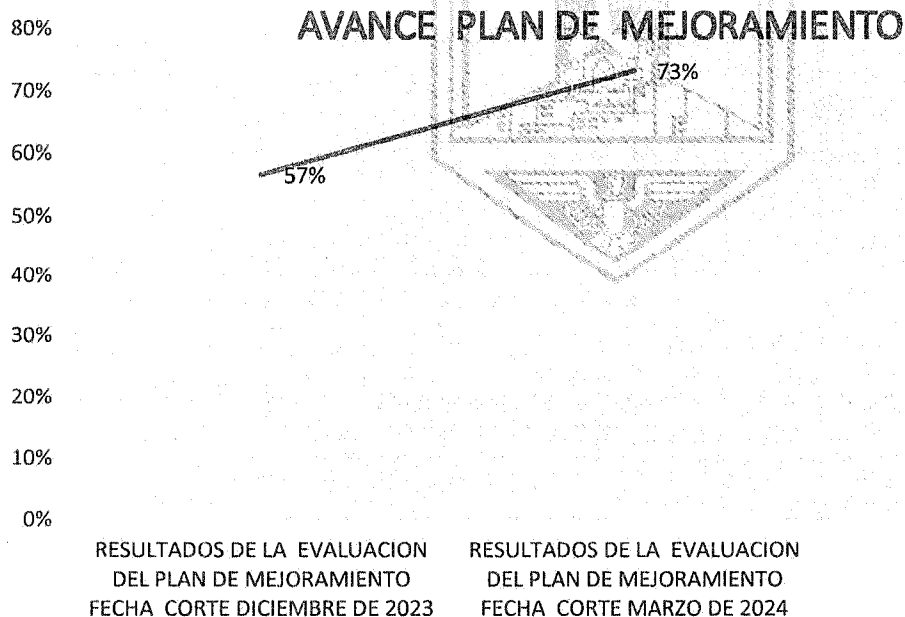 AVANCE PLAN DE MEJORAMIENTO
80%
70%
60%
50%
40%
30%
20%
10%
0%
73%
57%
RESULTADOS DE LA EVALUACION
DEL PLAN DE MEJORAMIENTO
FECHA CORTE DICIEMBRE DE 2023
RESULTADOS DE LA EVALUACION
DEL PLAN DE MEJORAMIENTO
FECHA CORTE MARZO DE 2024